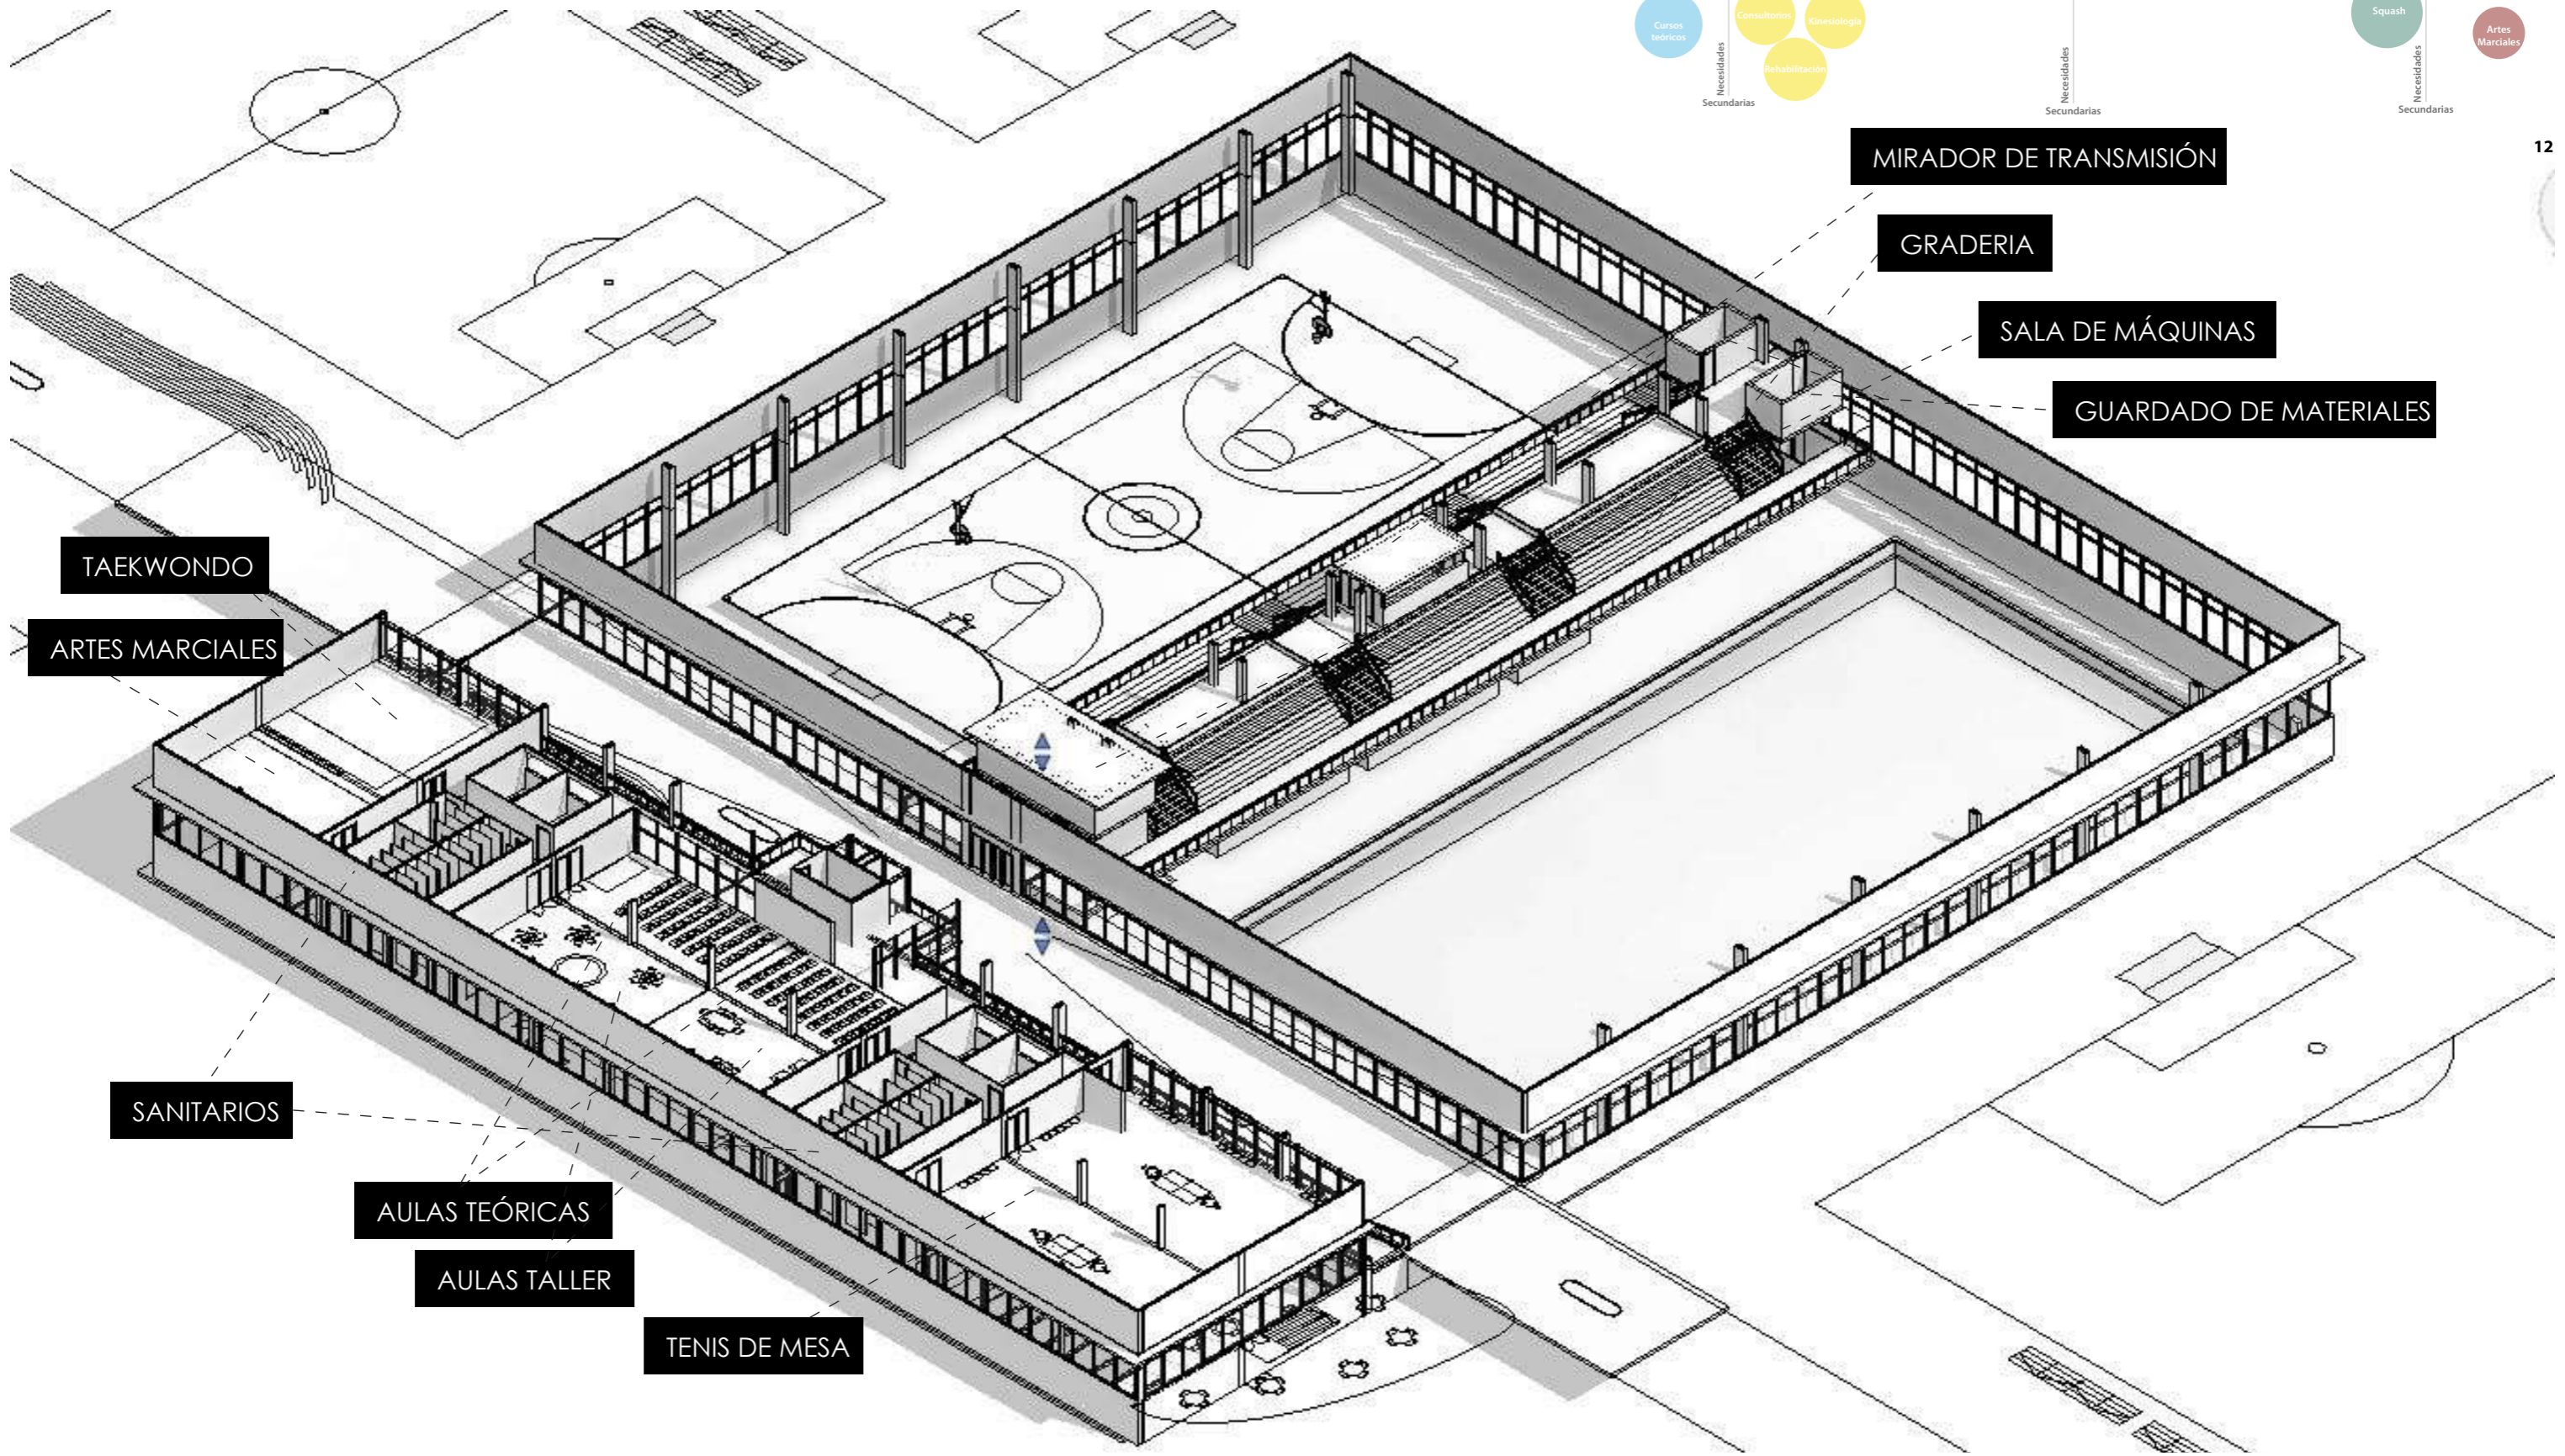 Cursos
teóricos
Consultorios
Kinesiología
Rehabilitación
Necesidades
Secundarias
Necesidades
Secundarias
Squash
Necesidades
Secundarias
Artes
Marciales
12
MIRADOR DE TRANSMISIÓN
GRADERIA
SALA DE MÁQUINAS
GUARDADO DE MATERIALES
TAEKWONDO
ARTES MARCIALES
SANITARIOS
AULAS TEÓRICAS
AULAS TALLER
TENIS DE MESA